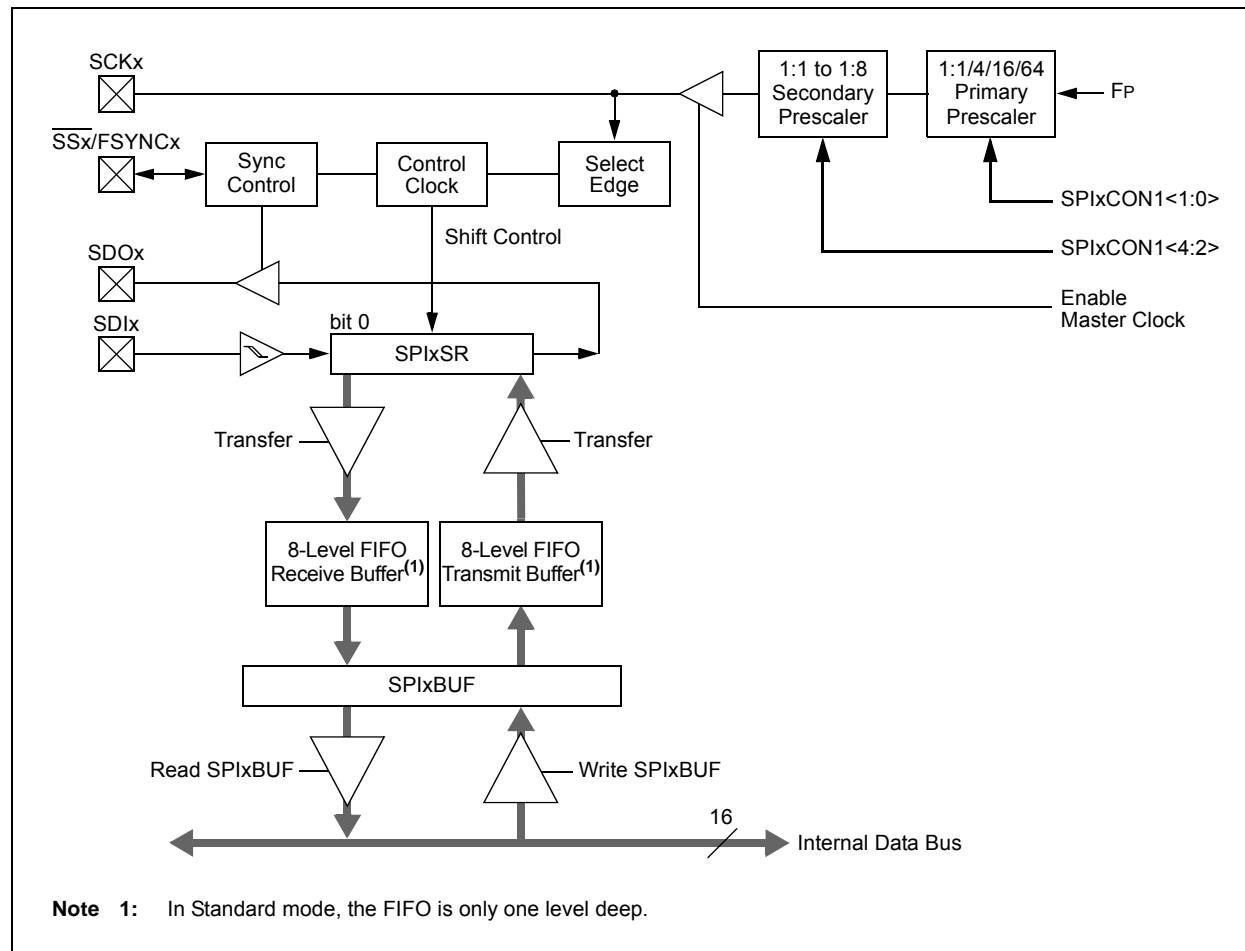 SCKx
1:1 to 1:8
Secondary
Prescaler
1:1/4/16/64
Primary
Prescaler
FP
SSx/FSYNCx
Sync
Control
Control
Clock
Select
Edge
SPIxCON1<1:0>
Shift Control
SPIxCON1<4:2>
SDOx
Enable
Master Clock
SDIx
bit 0
SPIxSR
Transfer
Transfer
8-Level FIFO
Receive Buffer(1)
8-Level FIFO
Transmit Buffer(1)
SPIxBUF
Read SPIxBUF
Write SPIxBUF
16
Internal Data Bus
Note 1: In Standard mode, the FIFO is only one level deep.